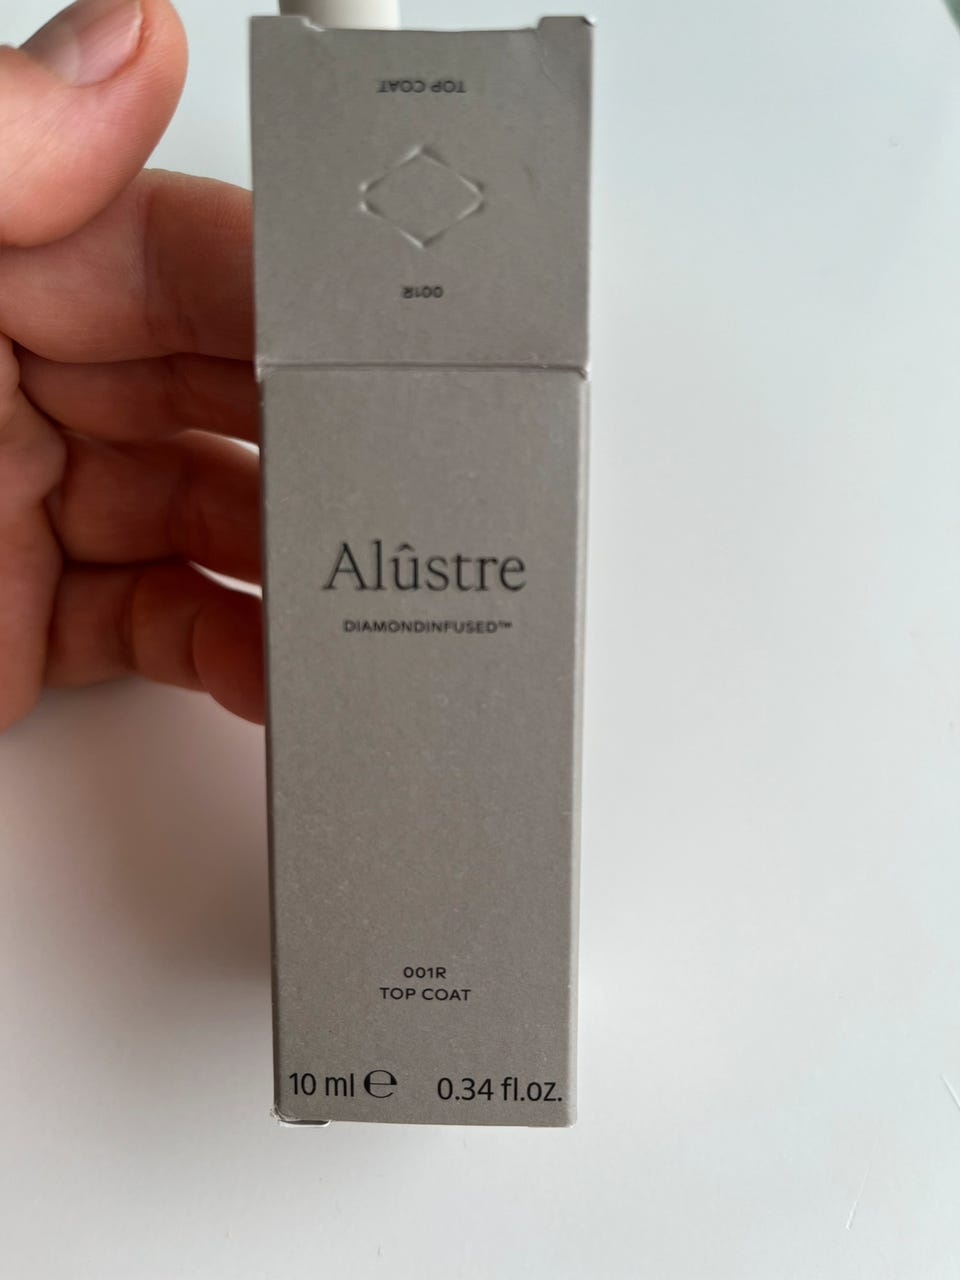 TOP COAT
001R
Alûstre
DIAMONDINFUSED™
001R
TOP COAT
10 ml ℮ 0.34 fl.oz.